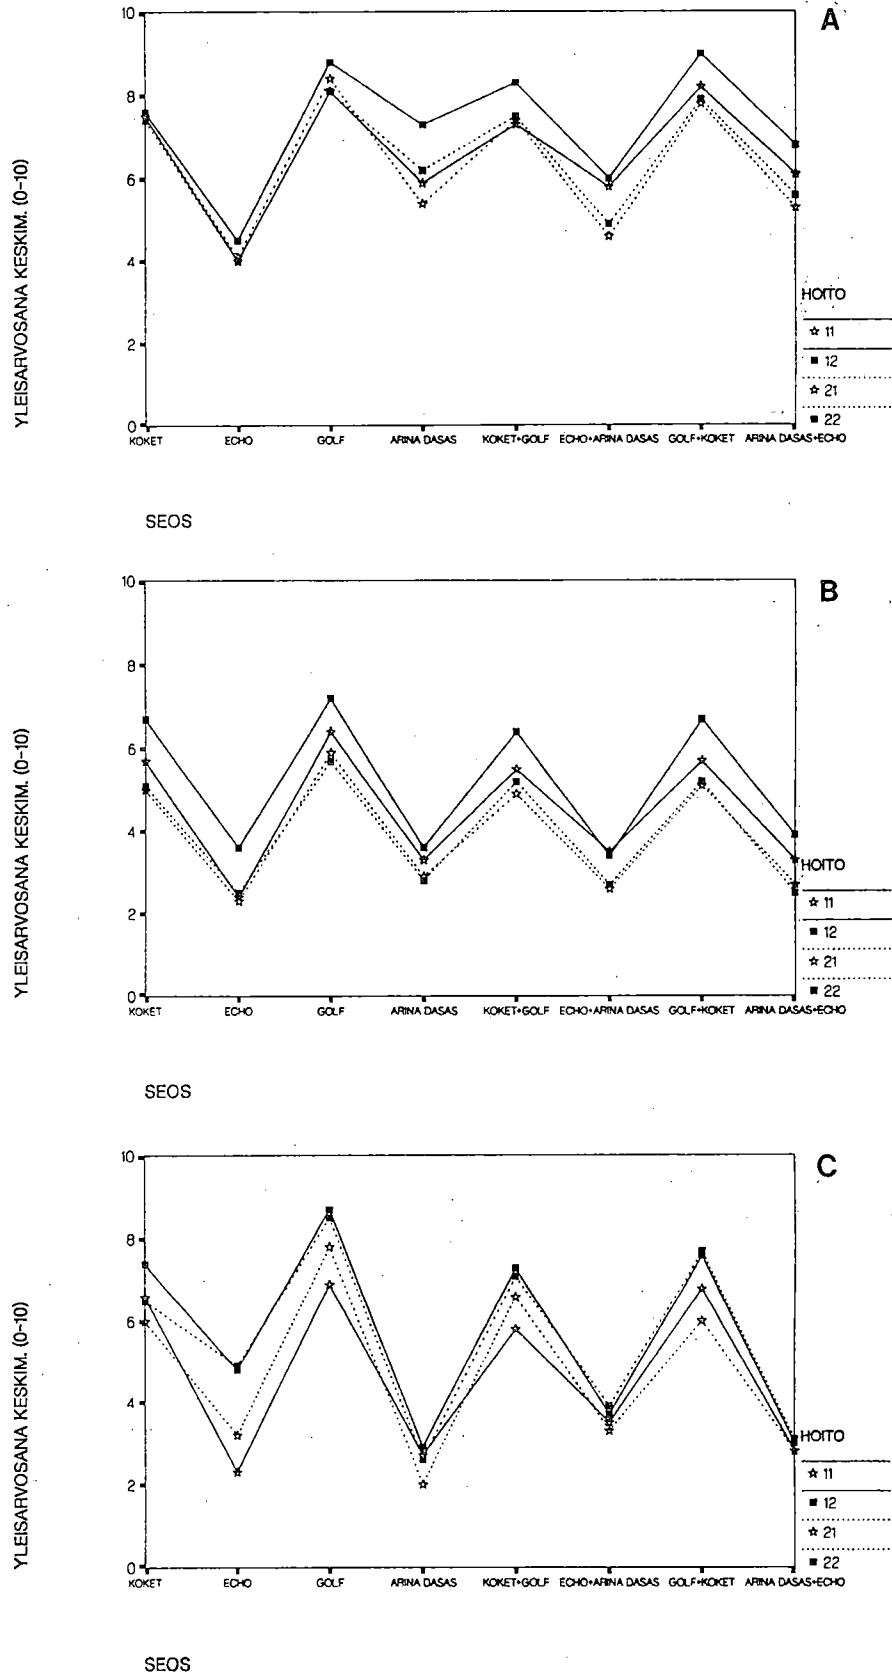 A
YLEISARVOSANA KESKIM. (0-10)
10
8
6
4
2
0
HOITO
11
12
21
22
KOKET ECHO GOLF ARINA DASAS KOKET+GOLF ECHO+ARINA DASAS GOLF+KOKET ARINA DASAS+ECHO
SEOS
B
YLEISARVOSANA KESKIM. (0-10)
10
8
6
4
2
0
HOITO
11
12
21
22
KOKET ECHO GOLF ARINA DASAS KOKET+GOLF ECHO+ARINA DASAS GOLF+KOKET ARINA DASAS+ECHO
SEOS
C
YLEISARVOSANA KESKIM. (0-10)
10
8
6
4
2
0
HOITO
11
12
21
22
KOKET ECHO GOLF ARINA DASAS KOKET+GOLF ECHO+ARINA DASAS GOLF+KOKET ARINA DASAS+ECHO
SEOS